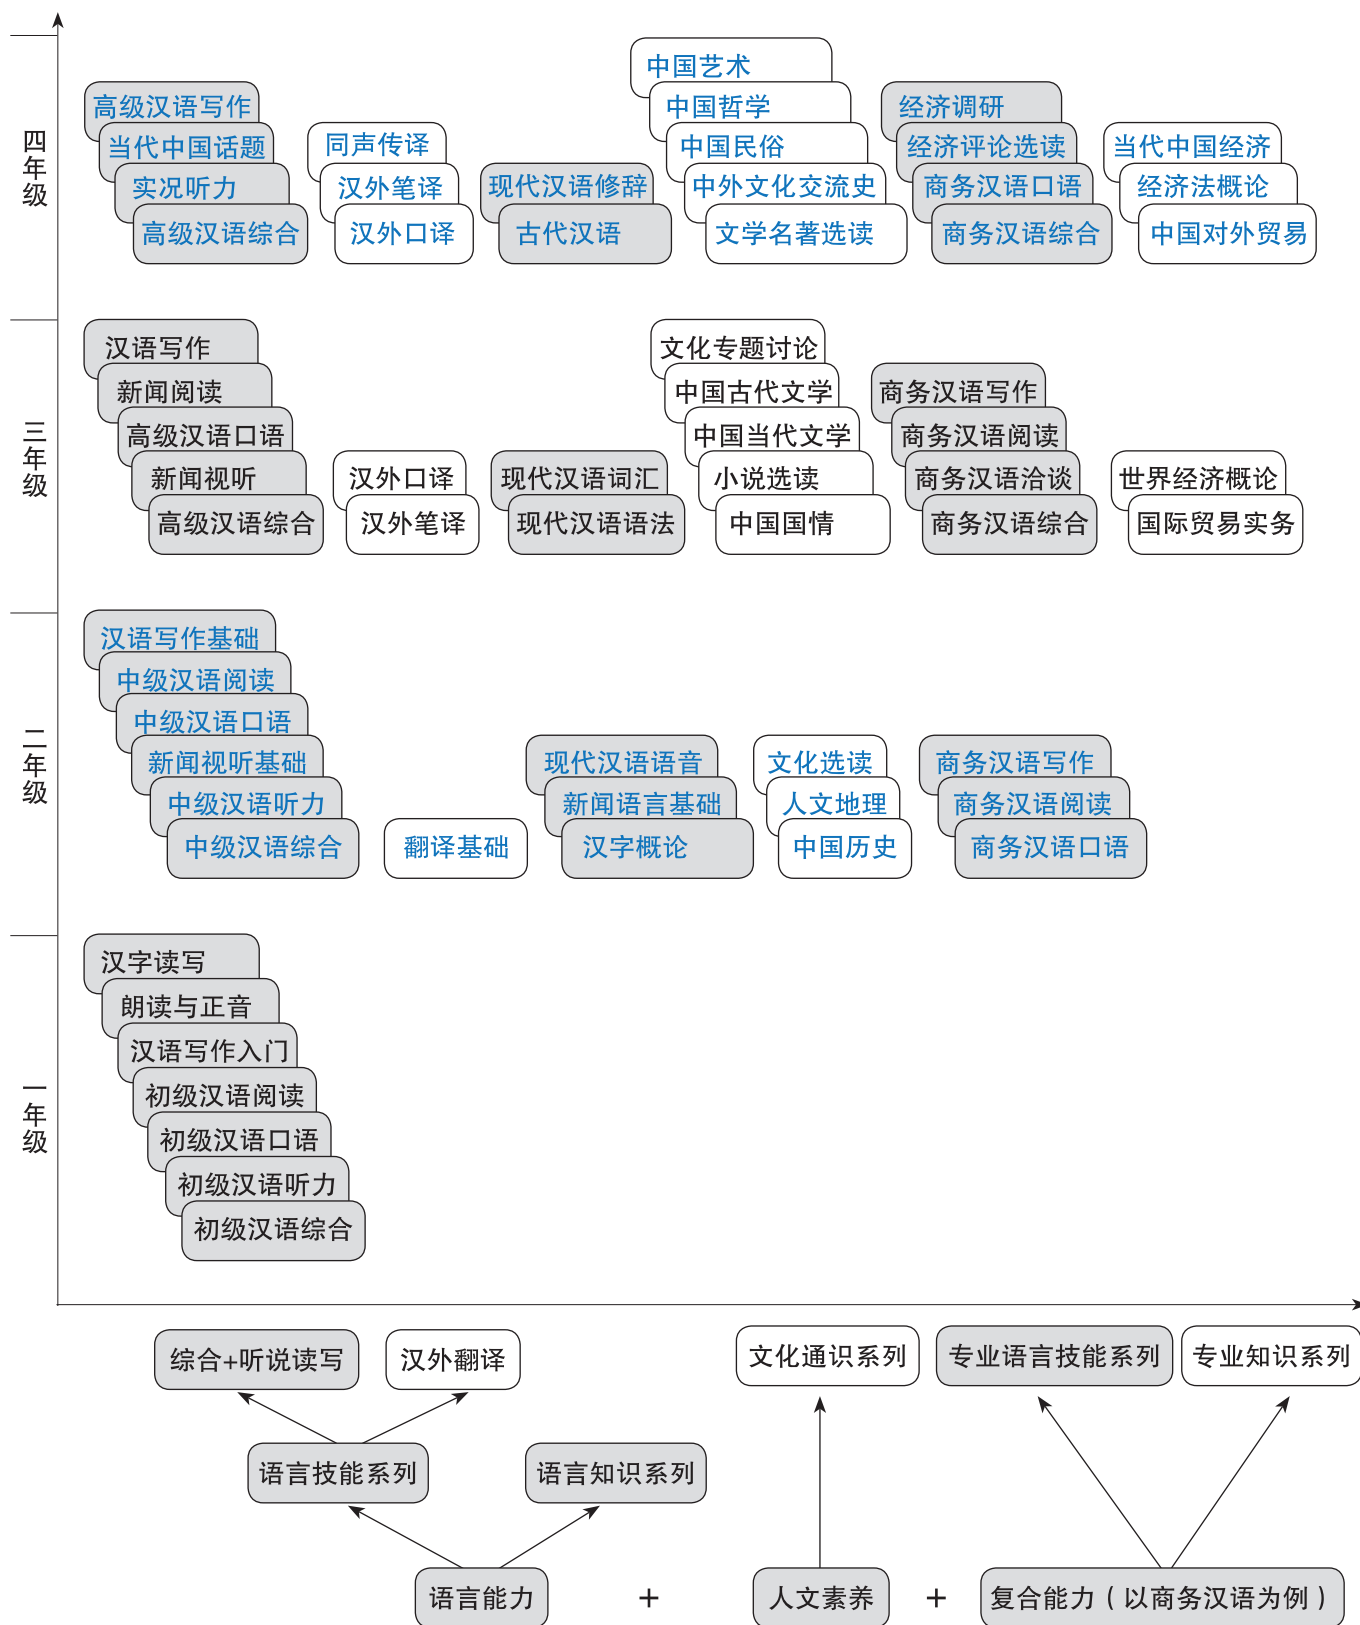 四年级
高级汉语写作
当代中国话题
实况听力
高级汉语综合
同声传译
汉外笔译
汉外口译
现代汉语修辞
古代汉语
中国艺术
中国哲学
中国民俗
中外文化交流史
文学名著选读
经济调研
经济评论选读
商务汉语口语
商务汉语综合
当代中国经济
经济法概论
中国对外贸易
三年级
汉语写作
新闻阅读
高级汉语口语
新闻视听
高级汉语综合
汉外口译
汉外笔译
现代汉语词汇
现代汉语语法
文化专题讨论
中国古代文学
中国当代文学
小说选读
中国国情
商务汉语写作
商务汉语阅读
商务汉语洽谈
商务汉语综合
世界经济概论
国际贸易实务
二年级
汉语写作基础
中级汉语阅读
中级汉语口语
新闻视听基础
中级汉语听力
中级汉语综合
翻译基础
现代汉语语音
新闻语言基础
汉字概论
文化选读
人文地理
中国历史
商务汉语写作
商务汉语阅读
商务汉语口语
一年级
汉字读写
朗读与正音
汉语写作入门
初级汉语阅读
初级汉语口语
初级汉语听力
初级汉语综合
综合+听说读写
汉外翻译
文化通识系列
专业语言技能系列
专业知识系列
语言技能系列
语言知识系列
语言能力
+
人文素养
+
复合能力（以商务汉语为例）